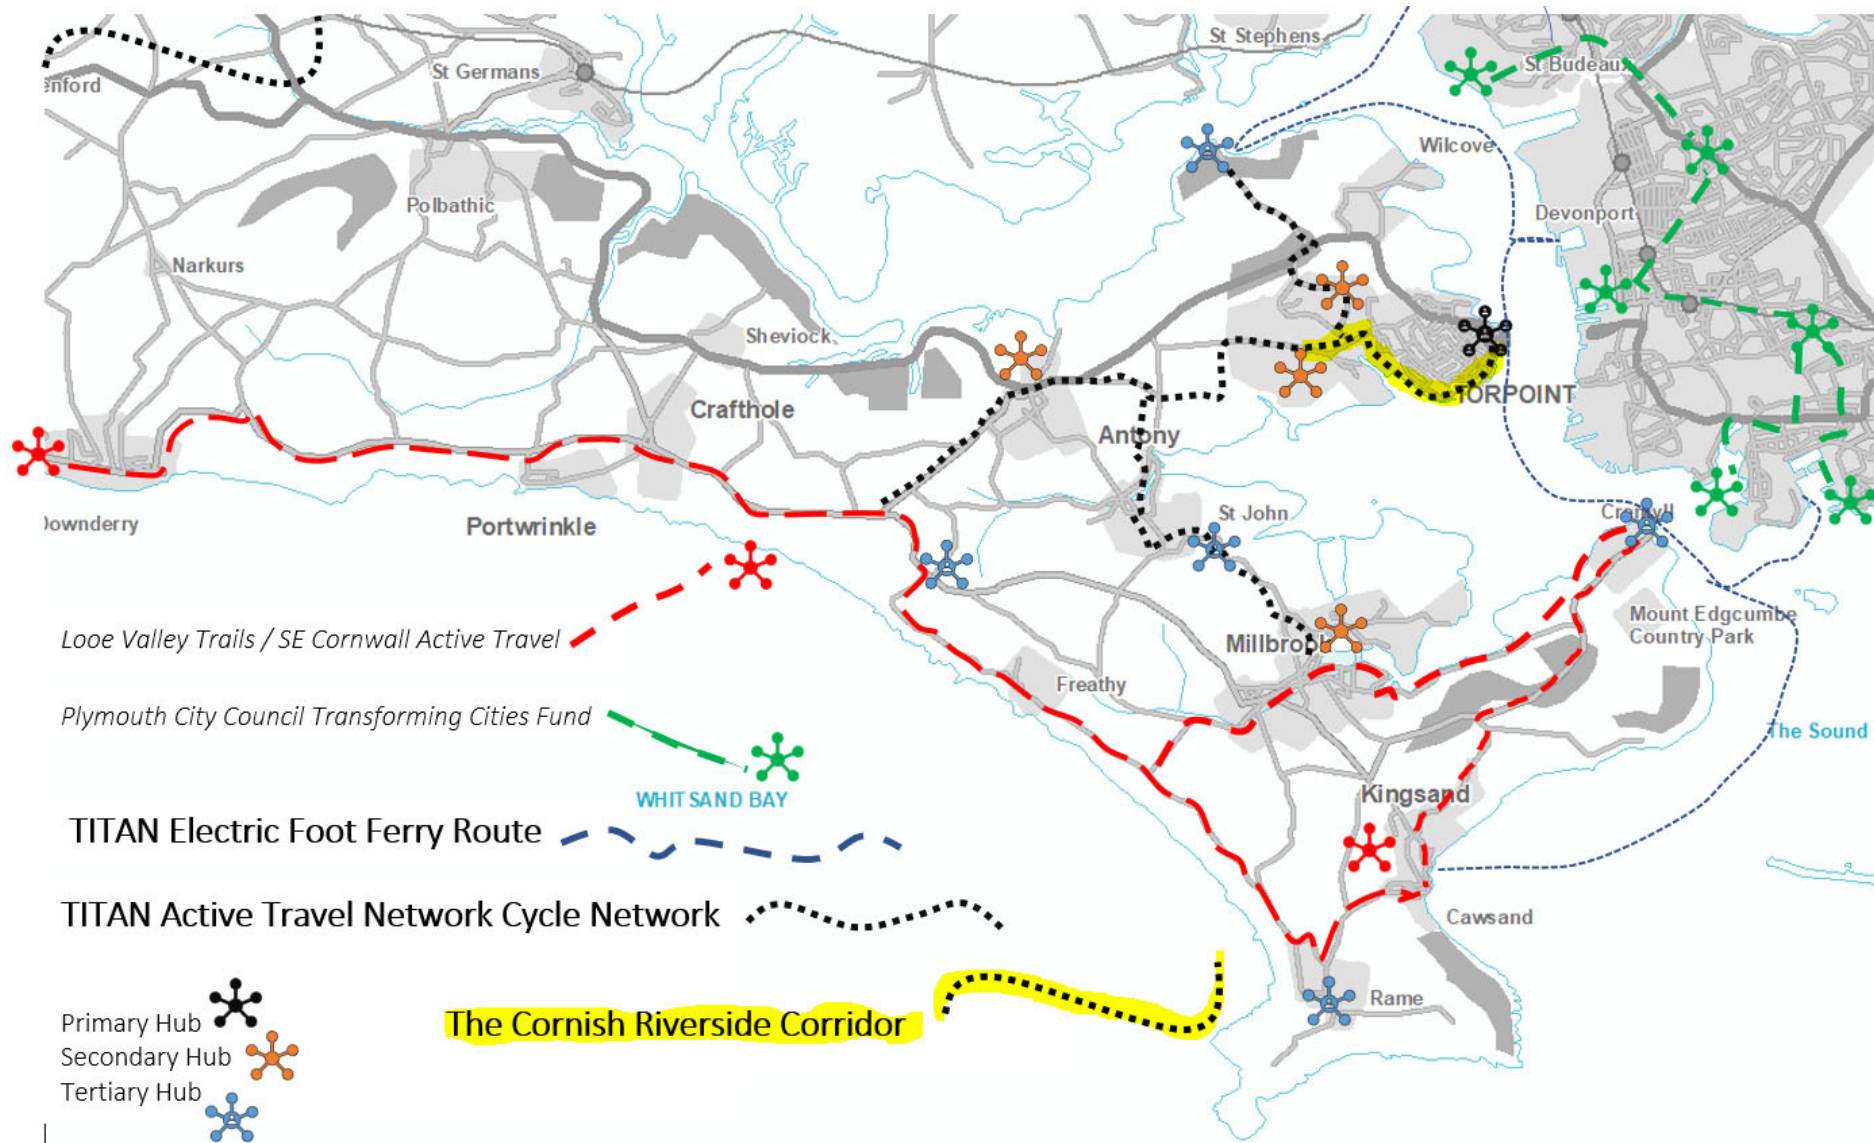 St Stephens
St Germans
St Budeaux
enford
Wilcove
Polbathic
Devonport
Narkurs
Sheviock
TORPOINT
Crafthole
Antony
St John
Cremyll
Downderry
Portwrinkle
Mount Edgcumbe
Country Park
Looe Valley Trails / SE Cornwall Active Travel
Millbrook
Freathy
Plymouth City Council Transforming Cities Fund
The Sound
WHITSAND BAY
Kingsand
TITAN Electric Foot Ferry Route
TITAN Active Travel Network Cycle Network
Cawsand
Rame
Primary Hub
The Cornish Riverside Corridor
Secondary Hub
Tertiary Hub